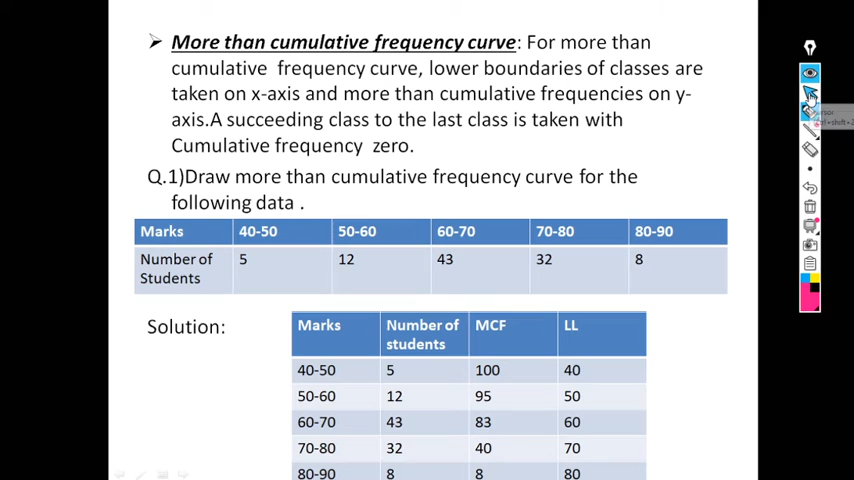 More than cumulative frequency curve: For more than
cumulative frequency curve, lower boundaries of classes are
taken on x-axis and more than cumulative frequencies on y-
axis.A succeeding class to the last class is taken with
Cumulative frequency zero.
Q.1)Draw more than cumulative frequency curve for the
following data .
Marks 40-50 50-60 60-70 70-80 80-90
Number of Students 5 12 43 32 8
Solution:
Marks Number of students MCF LL
40-50 5 100 40
50-60 12 95 50
60-70 43 83 60
70-80 32 40 70
80-90 8 8 80